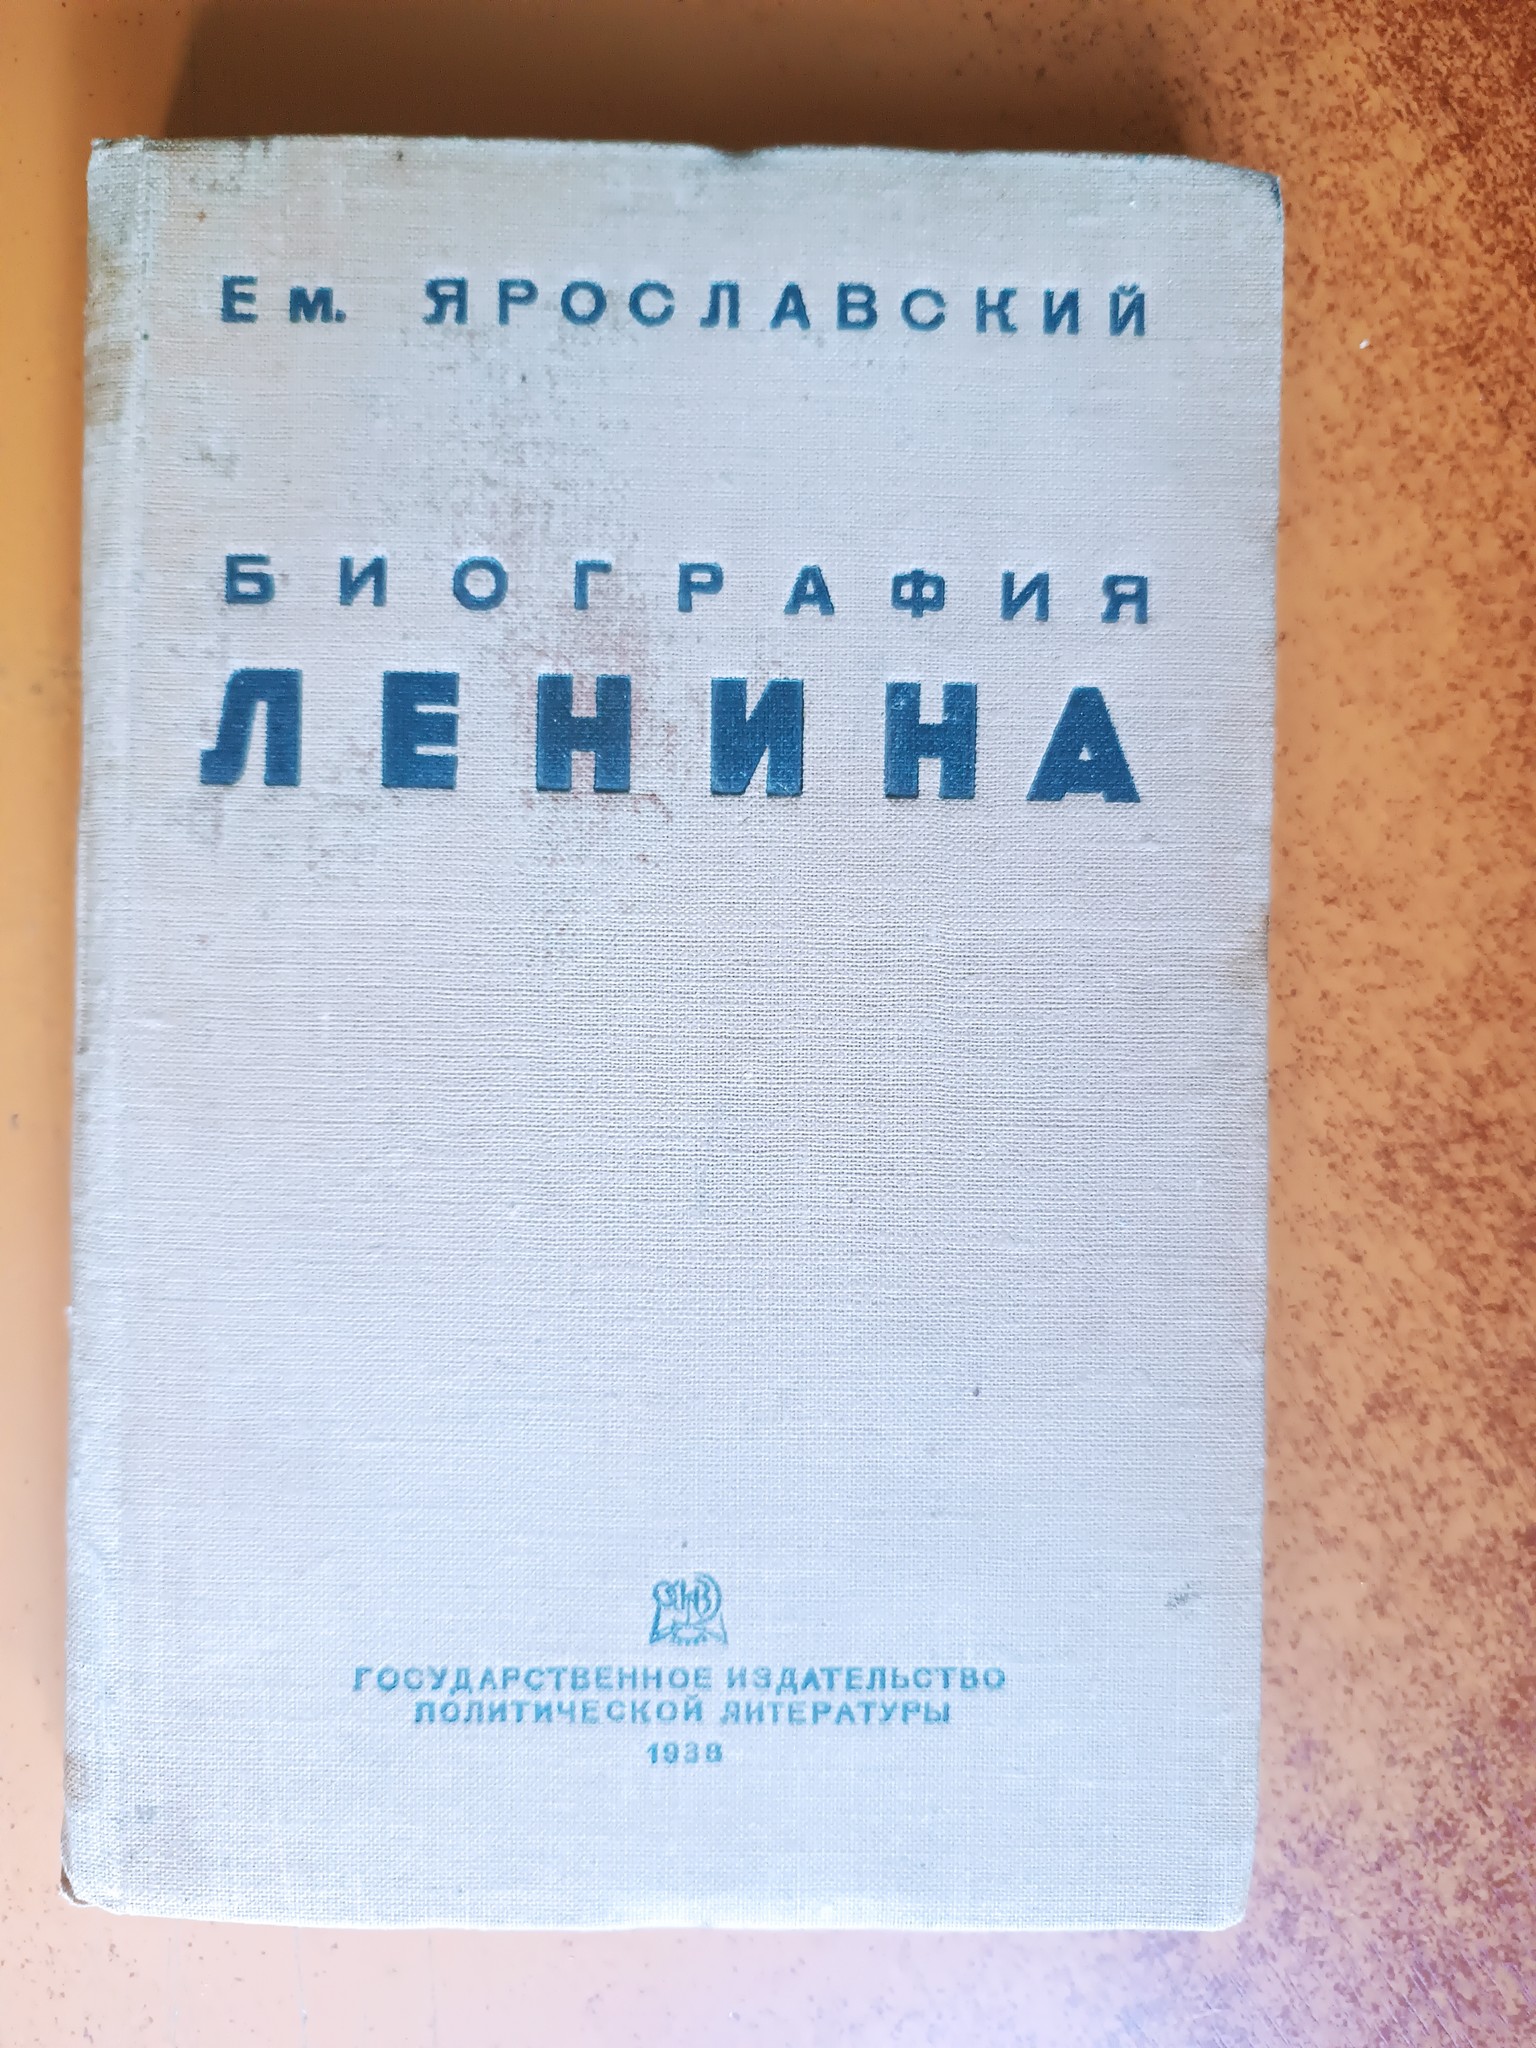 Ем. ЯРОСЛАВСКИЙ
БИОГРАФИЯ
ЛЕНИНА
ГОСУДАРСТВЕННОЕ ИЗДАТЕЛЬСТВО
ПОЛИТИЧЕСКОЙ ЛИТЕРАТУРЫ
1938